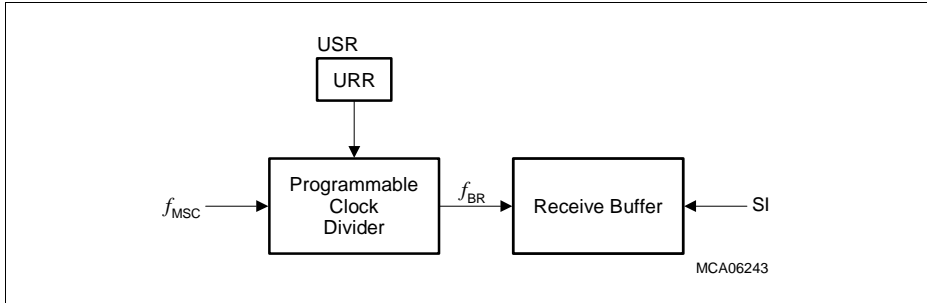 USR
URR
Programmable
Clock
Divider
fMSC
fBR
Receive Buffer
SI
MCA06243